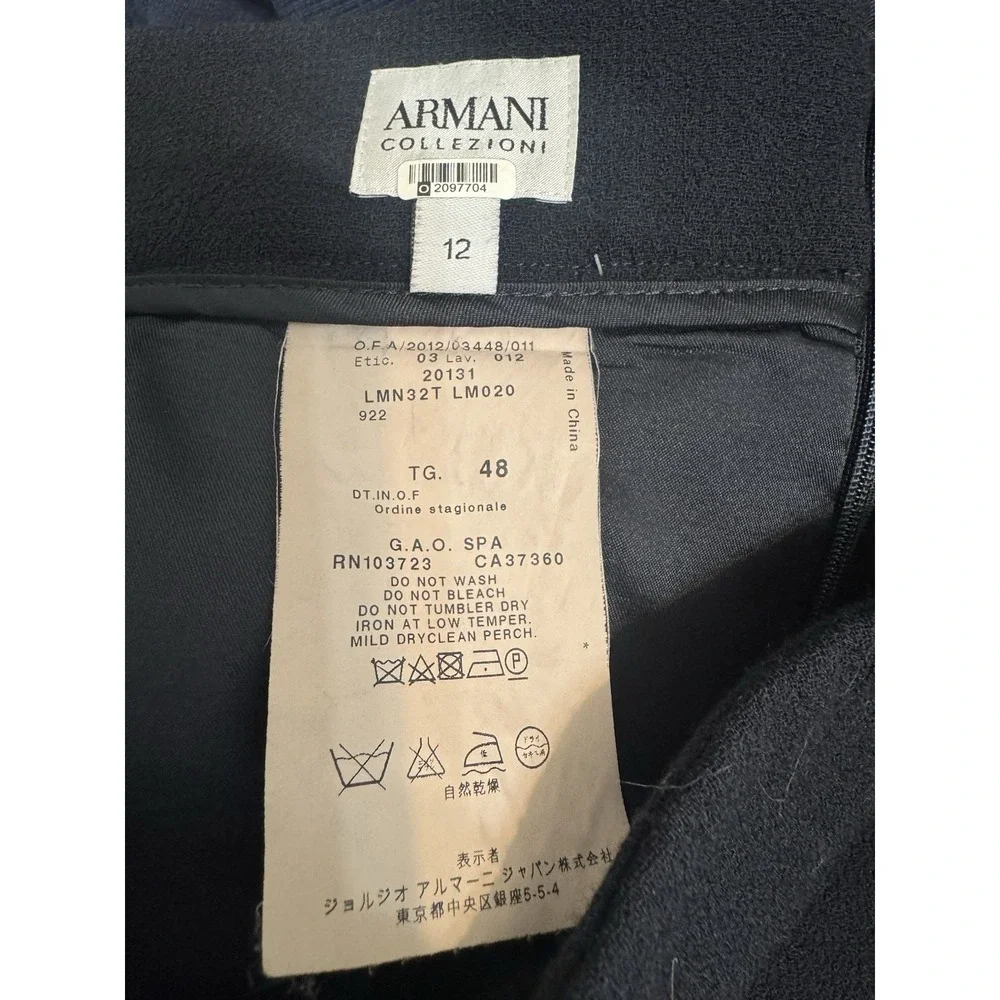 ARMANI
COLLEZIONI
O 2097704
12
O.F.A/2012/03448/011
Etic. 03 Lav. 012
20131
LMN32T LM020
922
Made in China
TG. 48
DT.IN.O.F
Ordine stagionale
G.A.O. SPA
RN103723 CA37360
DO NOT WASH
DO NOT BLEACH
DO NOT TUMBLER DRY
IRON AT LOW TEMPER.
MILD DRYCLEAN PERCH.
*
P
低
ドライ
自然乾燥
表示者
ジョルジオ アルマーニ ジャパン株式会社
東京都中央区銀座5-5-4